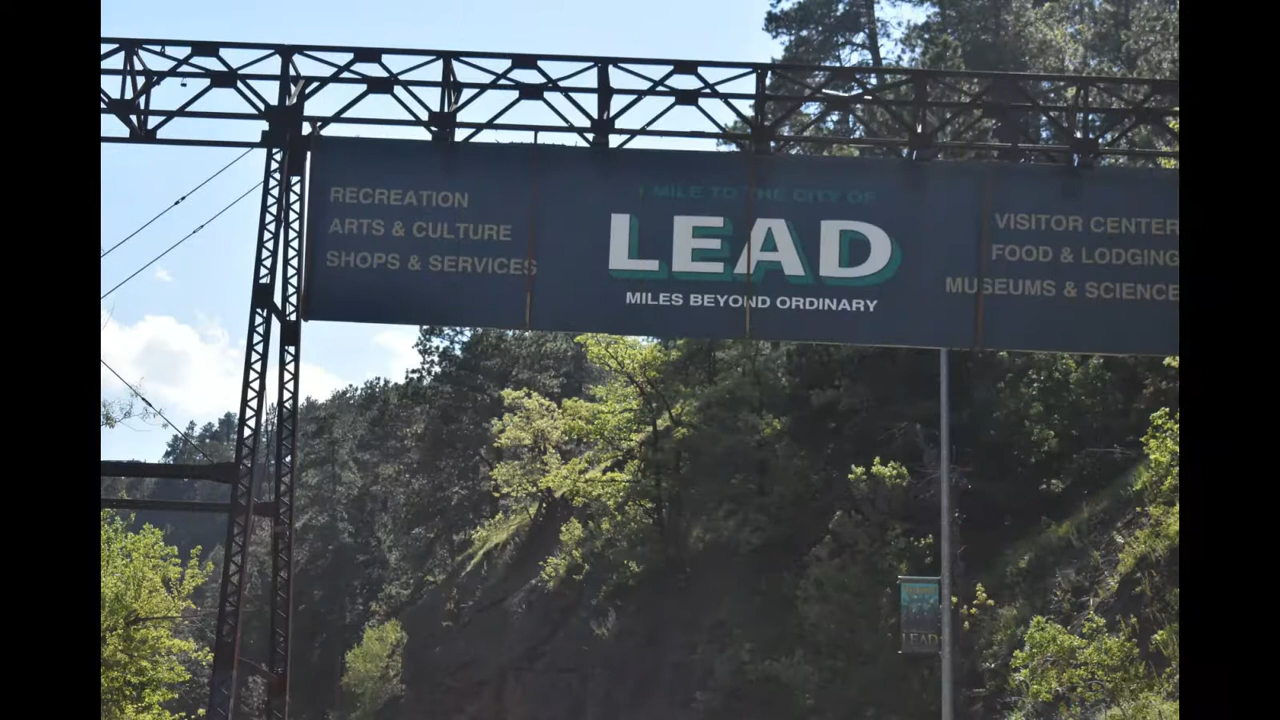 RECREATION
ARTS & CULTURE
SHOPS & SERVICES
1 MILE TO THE CITY OF
LEAD
MILES BEYOND ORDINARY
VISITOR CENTER
FOOD & LODGING
MUSEUMS & SCIENCE
LEAD